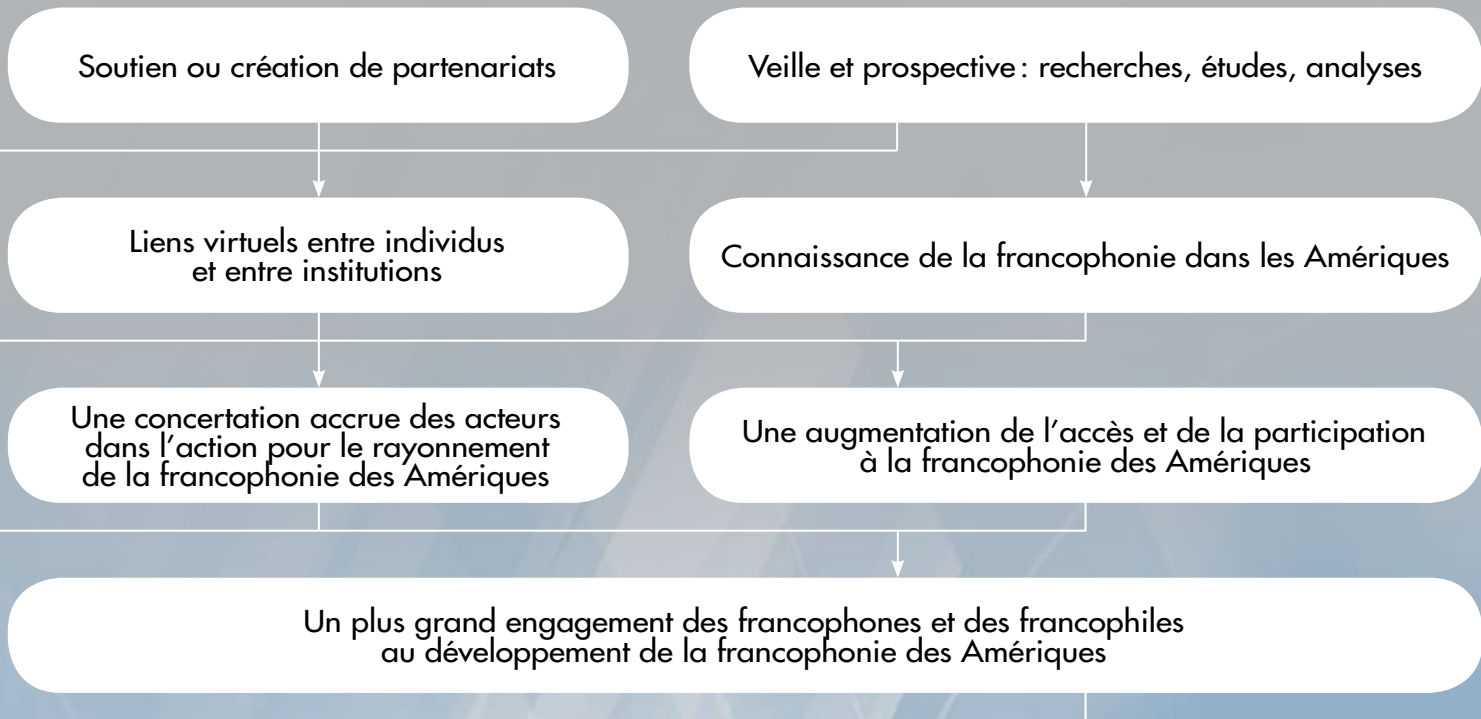 Soutien ou création de partenariats
Veille et prospective : recherches, études, analyses
Liens virtuels entre individus
et entre institutions
Connaissance de la francophonie dans les Amériques
Une concertation accrue des acteurs
dans l'action pour le rayonnement
de la francophonie des Amériques
Une augmentation de l'accès et de la participation
à la francophonie des Amériques
Un plus grand engagement des francophones et des francophiles
au développement de la francophonie des Amériques